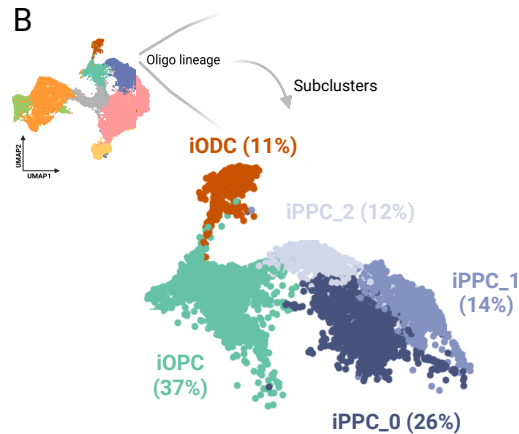 B
Oligo lineage
Subclusters
UMAP2
UMAP1
iODC (11%)
iPPC_2 (12%)
iPPC_1
(14%)
iOPC
(37%)
iPPC_0 (26%)